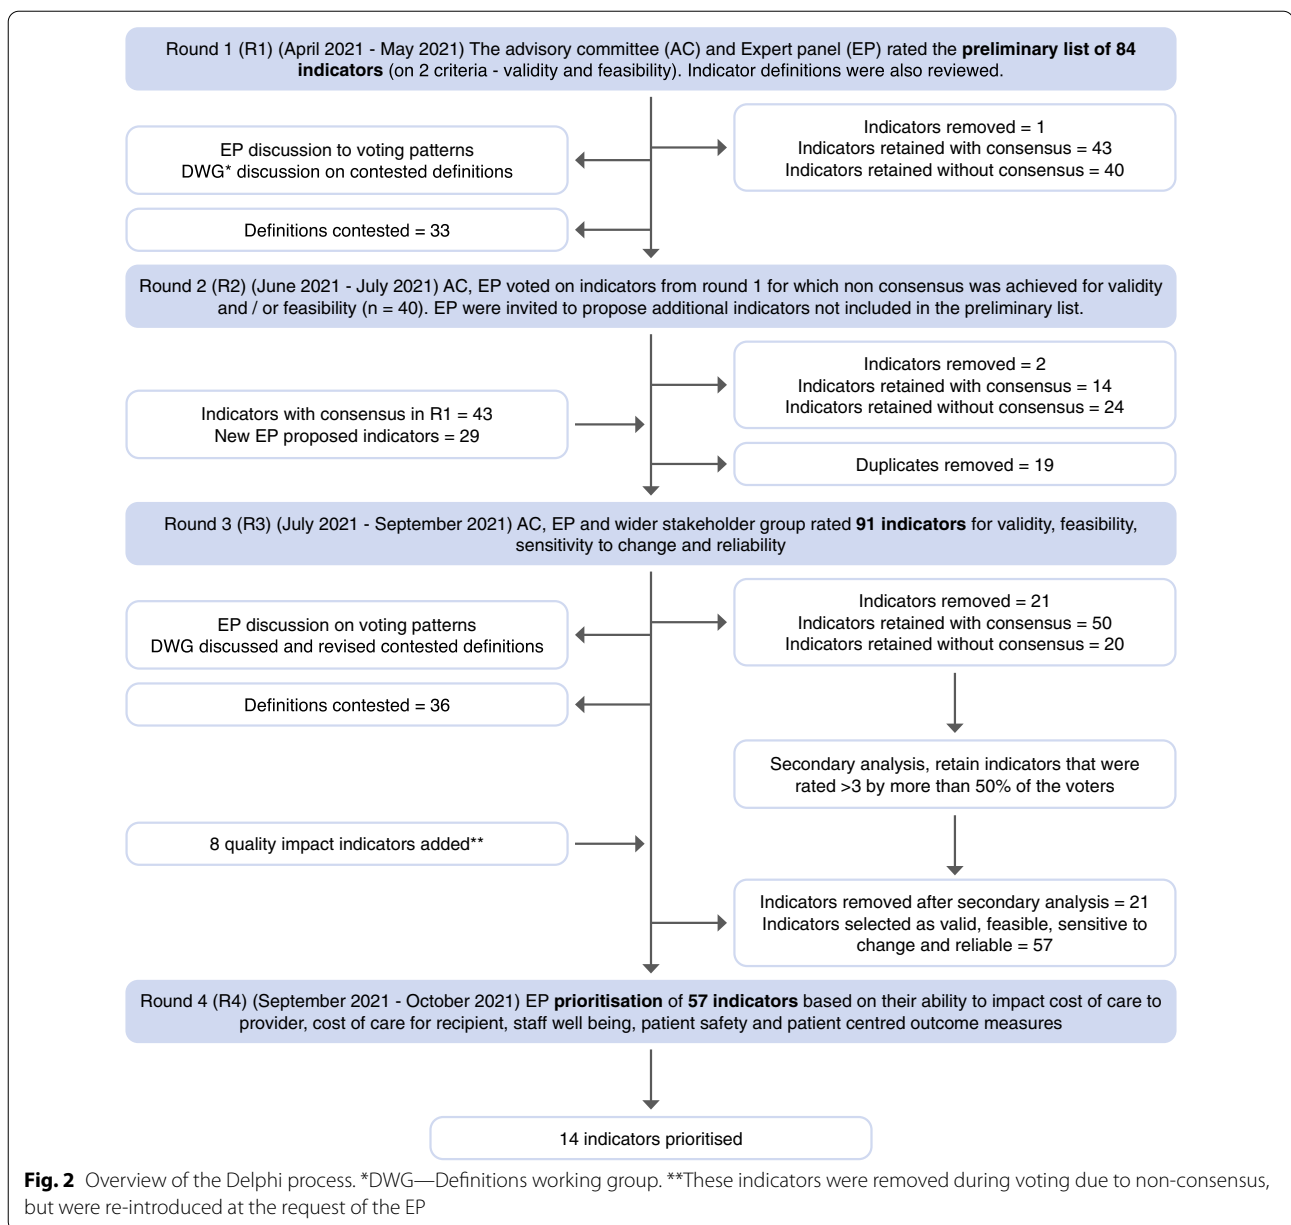 Round 1 (R1) (April 2021 - May 2021) The advisory committee (AC) and Expert panel (EP) rated the preliminary list of 84
indicators (on 2 criteria - validity and feasibility). Indicator definitions were also reviewed.
EP discussion to voting patterns
DWG* discussion on contested definitions
Indicators removed = 1
Indicators retained with consensus = 43
Indicators retained without consensus = 40
Definitions contested = 33
Round 2 (R2) (June 2021 - July 2021) AC, EP voted on indicators from round 1 for which non consensus was achieved for validity
and / or feasibility (n = 40). EP were invited to propose additional indicators not included in the preliminary list.
Indicators removed = 2
Indicators retained with consensus = 14
Indicators retained without consensus = 24
Indicators with consensus in R1 = 43
New EP proposed indicators = 29
Duplicates removed = 19
Round 3 (R3) (July 2021 - September 2021) AC, EP and wider stakeholder group rated 91 indicators for validity, feasibility,
sensitivity to change and reliability
EP discussion on voting patterns
DWG discussed and revised contested definitions
Indicators removed = 21
Indicators retained with consensus = 50
Indicators retained without consensus = 20
Definitions contested = 36
Secondary analysis, retain indicators that were
rated >3 by more than 50% of the voters
8 quality impact indicators added**
Indicators removed after secondary analysis = 21
Indicators selected as valid, feasible, sensitive to
change and reliable = 57
Round 4 (R4) (September 2021 - October 2021) EP prioritisation of 57 indicators based on their ability to impact cost of care to
provider, cost of care for recipient, staff well being, patient safety and patient centred outcome measures
14 indicators prioritised
Fig. 2 Overview of the Delphi process. *DWG—Definitions working group. **These indicators were removed during voting due to non-consensus,
but were re-introduced at the request of the EP